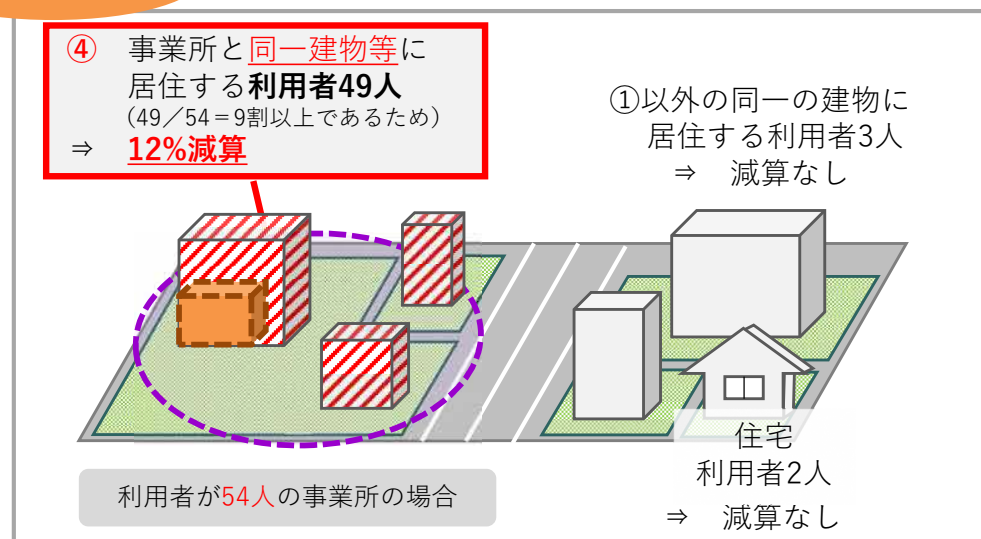 ④ 事業所と同一建物等に
居住する利用者49人
(49/54=9割以上であるため)
⇒ 12%減算
①以外の同一の建物に
居住する利用者3人
⇒ 減算なし
住宅
利用者2人
⇒ 減算なし
利用者が54人の事業所の場合